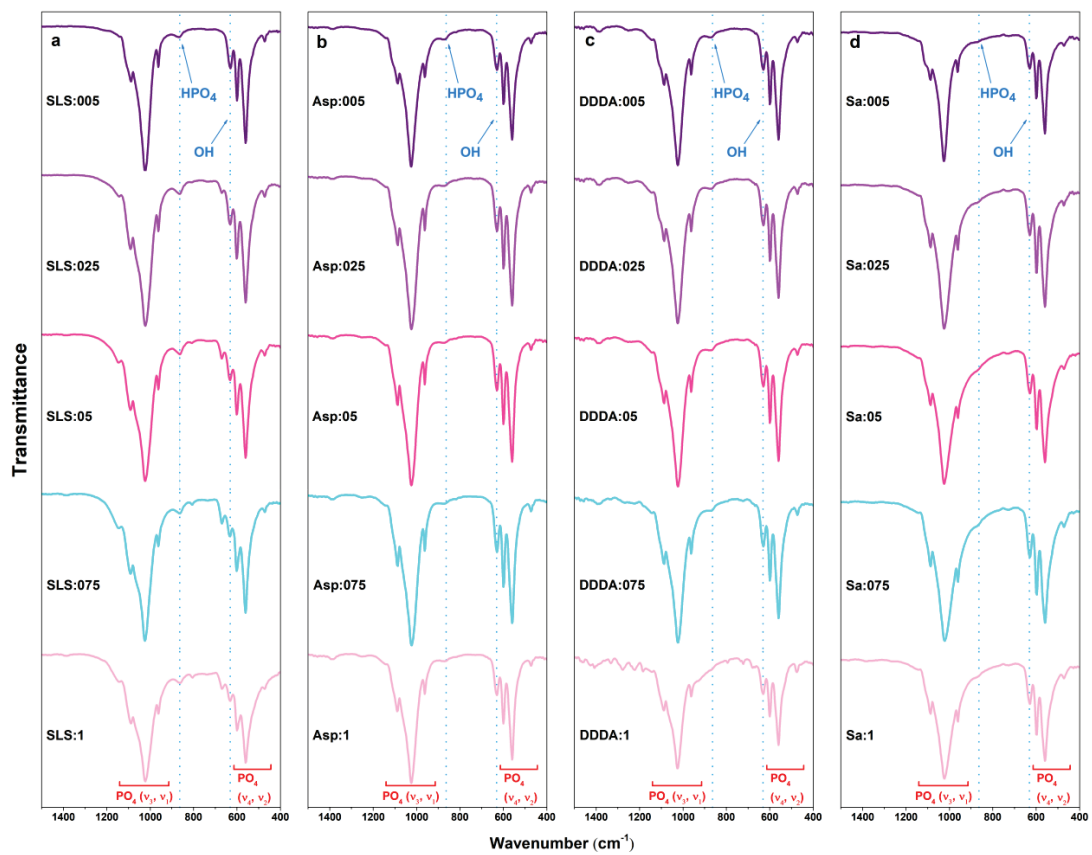 Transmittance
a
HPO₄
SLS:005
OH
SLS:025
SLS:05
SLS:075
SLS:1
PO₄
PO₄ (ν₃, ν₁)
(ν₄, ν₂)
1400 1200 1000 800 600 400
b
HPO₄
Asp:005
OH
Asp:025
Asp:05
Asp:075
Asp:1
PO₄
PO₄ (ν₃, ν₁)
(ν₄, ν₂)
1400 1200 1000 800 600 400
c
HPO₄
DDDA:005
OH
DDDA:025
DDDA:05
DDDA:075
DDDA:1
PO₄
PO₄ (ν₃, ν₁)
(ν₄, ν₂)
1400 1200 1000 800 600 400
d
HPO₄
Sa:005
OH
Sa:025
Sa:05
Sa:075
Sa:1
PO₄
PO₄ (ν₃, ν₁)
(ν₄, ν₂)
1400 1200 1000 800 600 400
Wavenumber (cm⁻¹)